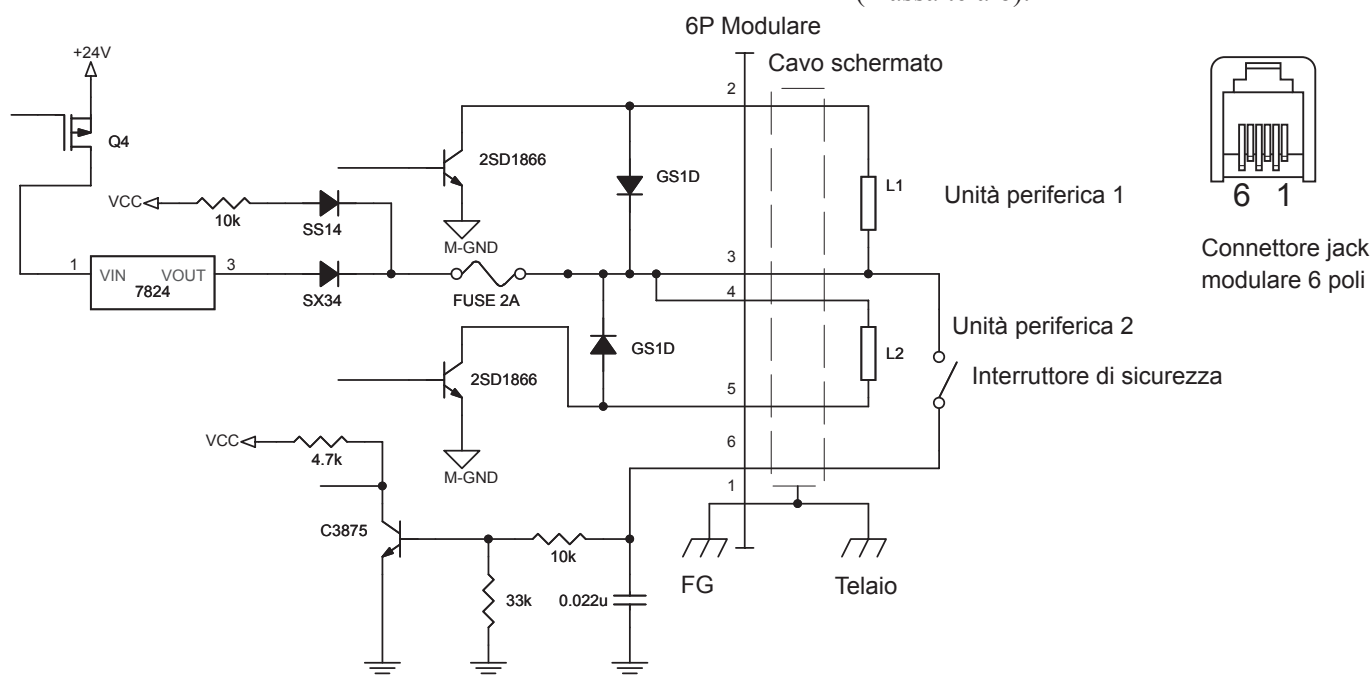 (massa telaio).
6P Modulare
Cavo schermato
+24V
2
Q4
2SD1866
GS1D
L1
Unità periferica 1
6 1
VCC
10k
SS14
M-GND
Connettore jack
modulare 6 poli
1
VIN VOUT
7824
3
SX34
FUSE 2A
3
4
Unità periferica 2
2SD1866
GS1D
L2
Interruttore di sicurezza
5
VCC
4.7k
M-GND
6
1
C3875
10k
33k
0.022u
FG
Telaio